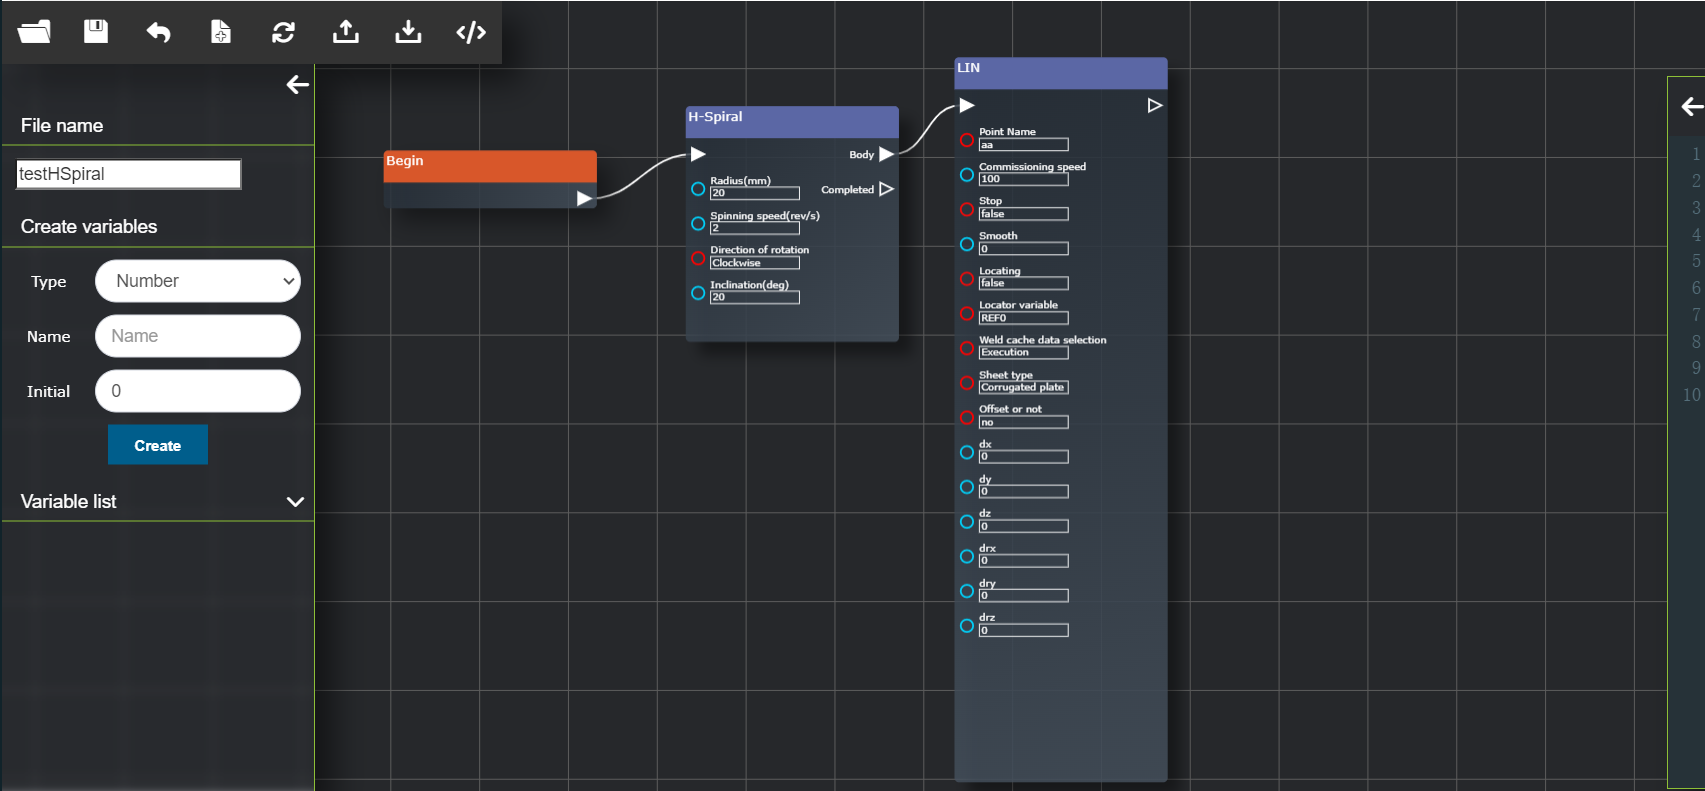 File name
testHSpiral
Create variables
Type
Number
Name
Name
Initial
0
Create
Variable list
Begin
H-Spiral
Body
Radius(mm)
20
Completed
Spinning speed(rev/s)
2
Direction of rotation
Clockwise
Inclination(deg)
20
LIN
Point Name
aa
Commissioning speed
100
Stop
false
Smooth
0
Locating
false
Locator variable
REF0
Weld cache data selection
Execution
Sheet type
Corrugated plate
Offset or not
no
dx
0
dy
0
dz
0
drx
0
dry
0
drz
0
1
2
3
4
5
6
7
8
9
10